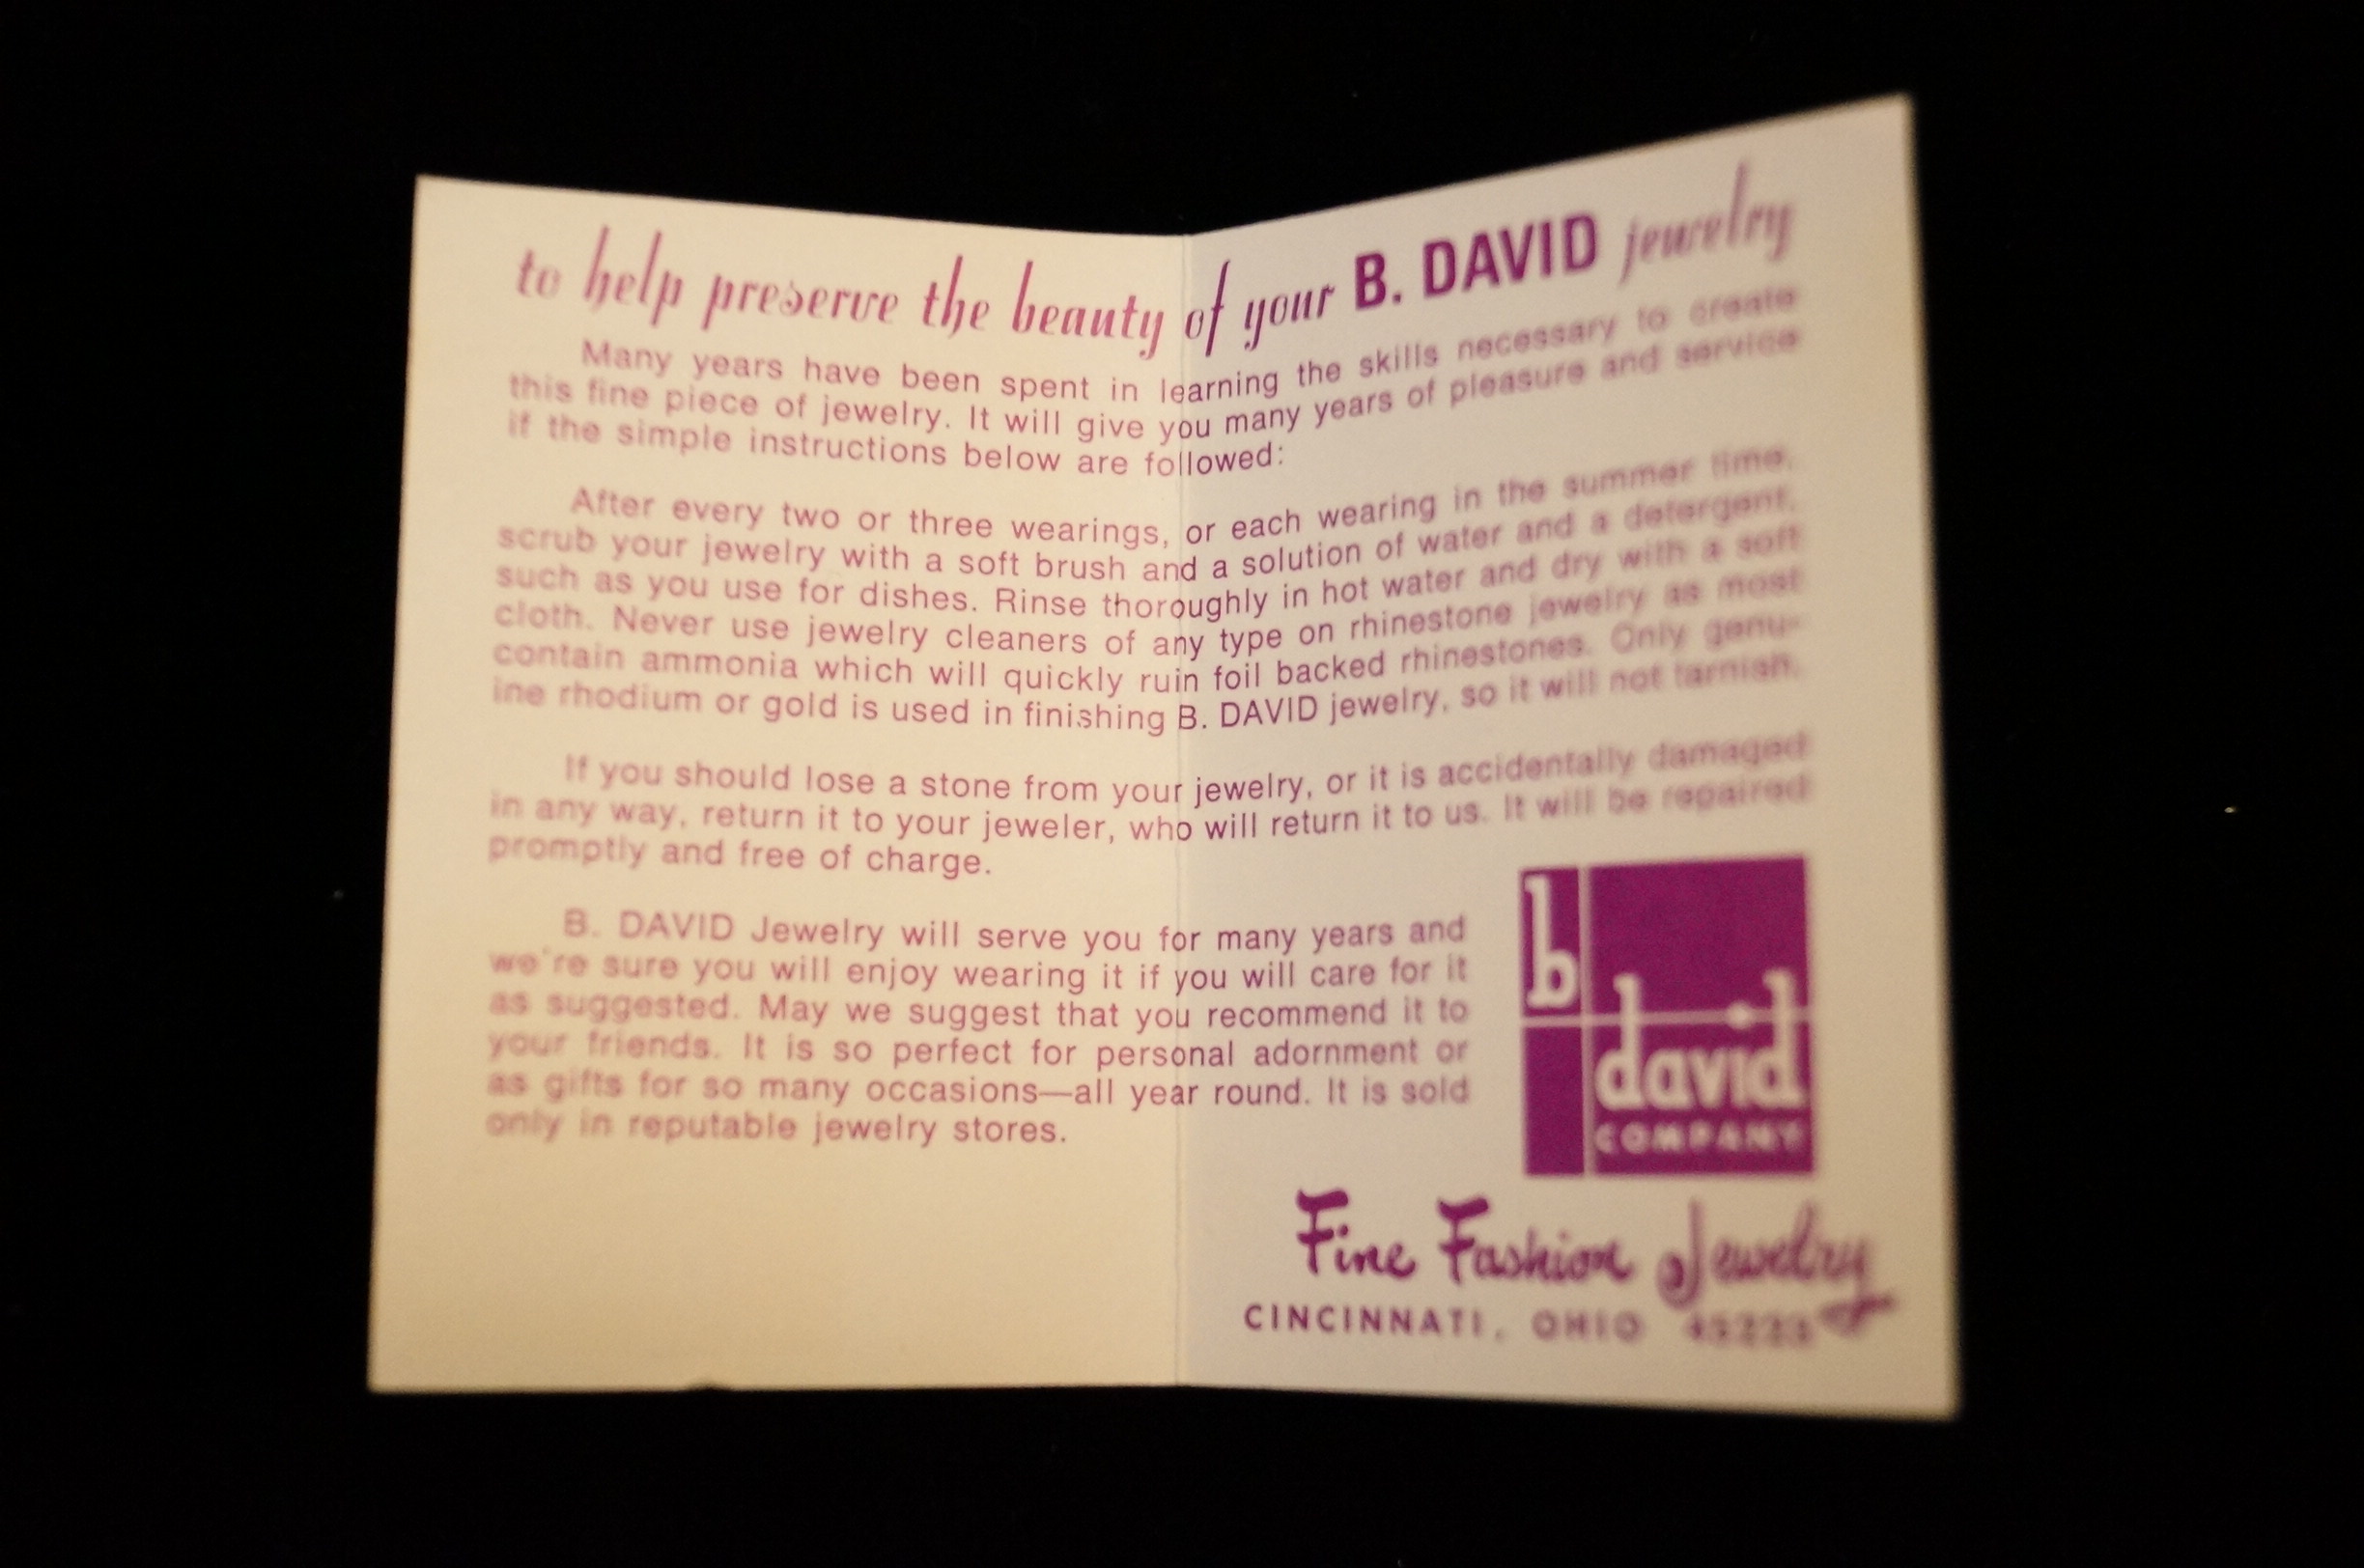 to help preserve the beauty of your B. DAVID jewelry
Many years have been spent in learning the skills necessary to create
this fine piece of jewelry. It will give you many years of pleasure and service
if the simple instructions below are followed:
After every two or three wearings, or each wearing in the summer time,
scrub your jewelry with a soft brush and a solution of water and a detergent,
such as you use for dishes. Rinse thoroughly in hot water and dry with a soft
cloth. Never use jewelry cleaners of any type on rhinestone jewelry as most
contain ammonia which will quickly ruin foil backed rhinestones. Only genu-
ine rhodium or gold is used in finishing B. DAVID jewelry, so it will not tarnish.
If you should lose a stone from your jewelry, or it is accidentally damaged
in any way, return it to your jeweler, who will return it to us. It will be repaired
promptly and free of charge.
B. DAVID Jewelry will serve you for many years and
we're sure you will enjoy wearing it if you will care for it
as suggested. May we suggest that you recommend it to
your friends. It is so perfect for personal adornment or
as gifts for so many occasions—all year round. It is sold
only in reputable jewelry stores.
b
david
COMPANY
Fine Fashion Jewelry
CINCINNATI, OHIO